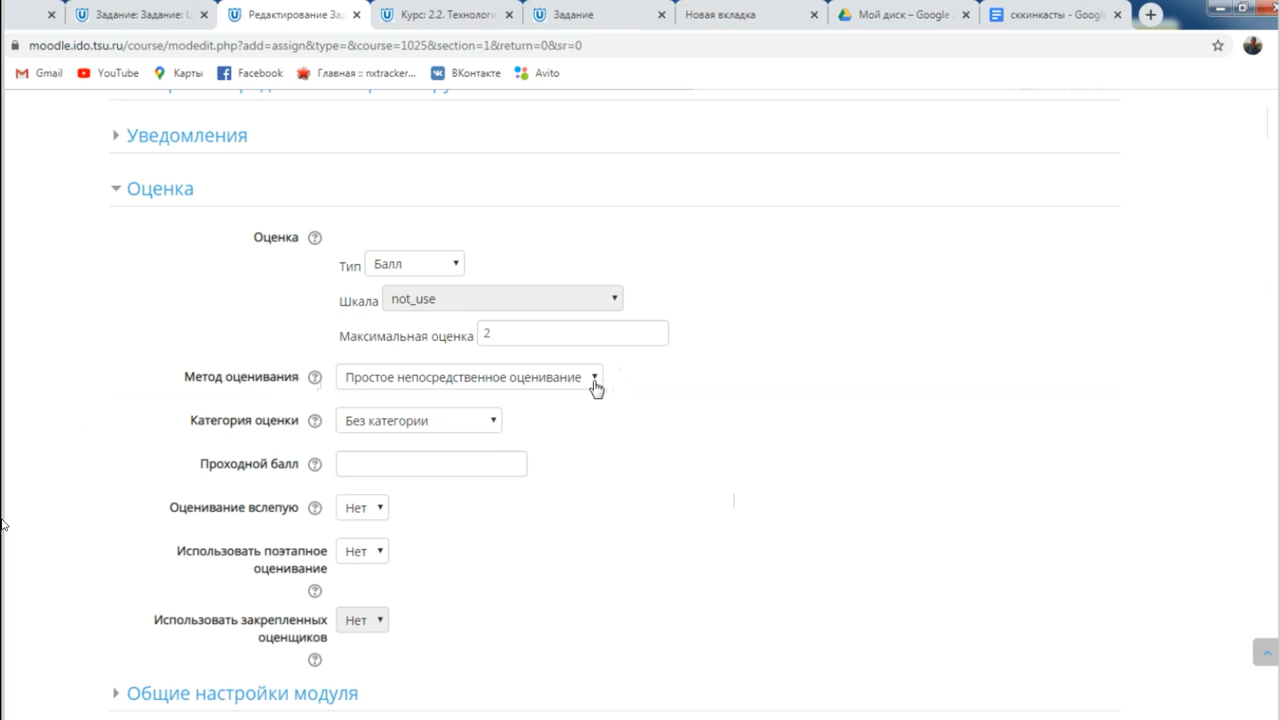 Задание: Задание: L
Редактирование За
Курс: 2.2. Технологи
Задание
Новая вкладка
Мой диск – Google
сккинкасты - Googl
moodle.ido.tsu.ru/course/modedit.php?add=assign&type=&course=1025&section=1&return=0&sr=0
Gmail YouTube Карты Facebook Главная :: nxtracker... ВКонтакте Avito
Уведомления
Оценка
Оценка
Тип Балл
Шкала not_use
Максимальная оценка 2
Метод оценивания Простое непосредственное оценивание
Категория оценки Без категории
Проходной балл
Оценивание вслепую Нет
Использовать поэтапное
оценивание
Нет
Использовать закрепленных
оценщиков
Нет
Общие настройки модуля